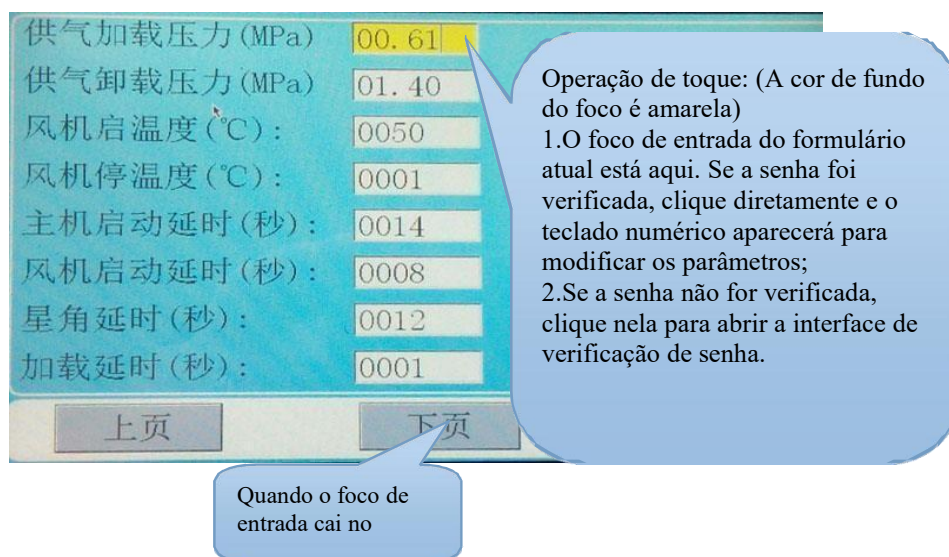 供气加载压力(MPa) 00.61
供气卸载压力(MPa) 01.40
风机启温度(℃): 0050
风机停温度(℃): 0001
主机启动延时(秒): 0014
风机启动延时(秒): 0008
星角延时(秒): 0012
加载延时(秒): 0001
上页 下页
Operação de toque: (A cor de fundo
do foco é amarela)
1.O foco de entrada do formulário
atual está aqui. Se a senha foi
verificada, clique diretamente e o
teclado numérico aparecerá para
modificar os parâmetros;
2.Se a senha não for verificada,
clique nela para abrir a interface de
verificação de senha.
Quando o foco de
entrada cai no